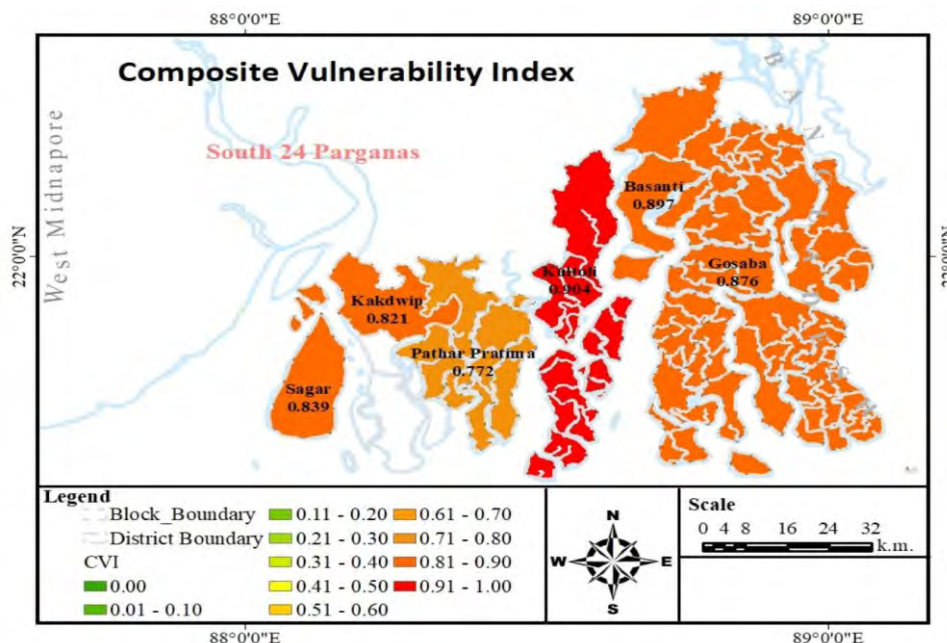 88°0'0"E 89°0'0"E
Composite Vulnerability Index
BANGLADESH
West Midnapore
South 24 Parganas
22°0'0"N
22°0'0"N
Basanti
0.897
Gosaba
0.876
Kultoli
0.904
Kakdwip
0.821
Pathar Pratima
0.772
Sagar
0.839
Legend
Block_Boundary
District Boundary
CVI
0.00
0.01 - 0.10
0.11 - 0.20
0.21 - 0.30
0.31 - 0.40
0.41 - 0.50
0.51 - 0.60
0.61 - 0.70
0.71 - 0.80
0.81 - 0.90
0.91 - 1.00
N
W E
S
Scale
0 4 8 16 24 32
k.m.
88°0'0"E 89°0'0"E